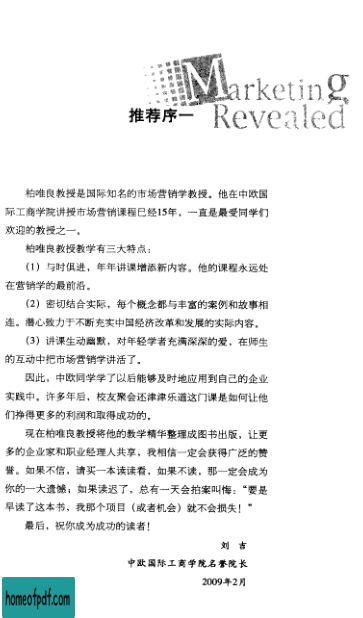 Marketing
推荐序一
Revealed
柏唯良教授是国际知名的市场营销学教授。他在中欧国
际工商学院讲授市场营销课程已经15年，一直是最受同学们
欢迎的教授之一。
柏唯良教授教学有三大特点：
（1）与时俱进，年年讲课增添新内容。他的课程永远处
在营销学的最前沿。
（2）密切结合实际，每个概念都与丰富的案例和故事相
连。潜心致力于不断充实中国经济改革和发展的实际内容。
（3）讲课生动幽默，对年轻学者充满深深的爱，在师生
的互动中把市场营销学讲活了。
因此，中欧同学学了以后能够及时地应用到自己的企业
实践中。许多年后，校友聚会还津津乐道这门课是如何让他
们挣得更多的利润和取得成功的。
现在柏唯良教授将他的教学精华整理成图书出版，让更
多的企业家和职业经理人共享，我相信一定会获得广泛的赞
誉。如果不信，请买一本读读看，如果不读，那一定会成为
你的一大遗憾；如果读迟了，总有一天会拍案叫悔：“要是
早读了这本书，我那个项目（或者机会）就不会损失！”
最后，祝你成为成功的读者！
刘 吉
中欧国际工商学院名誉院长
2009年2月
homeofpdf.com